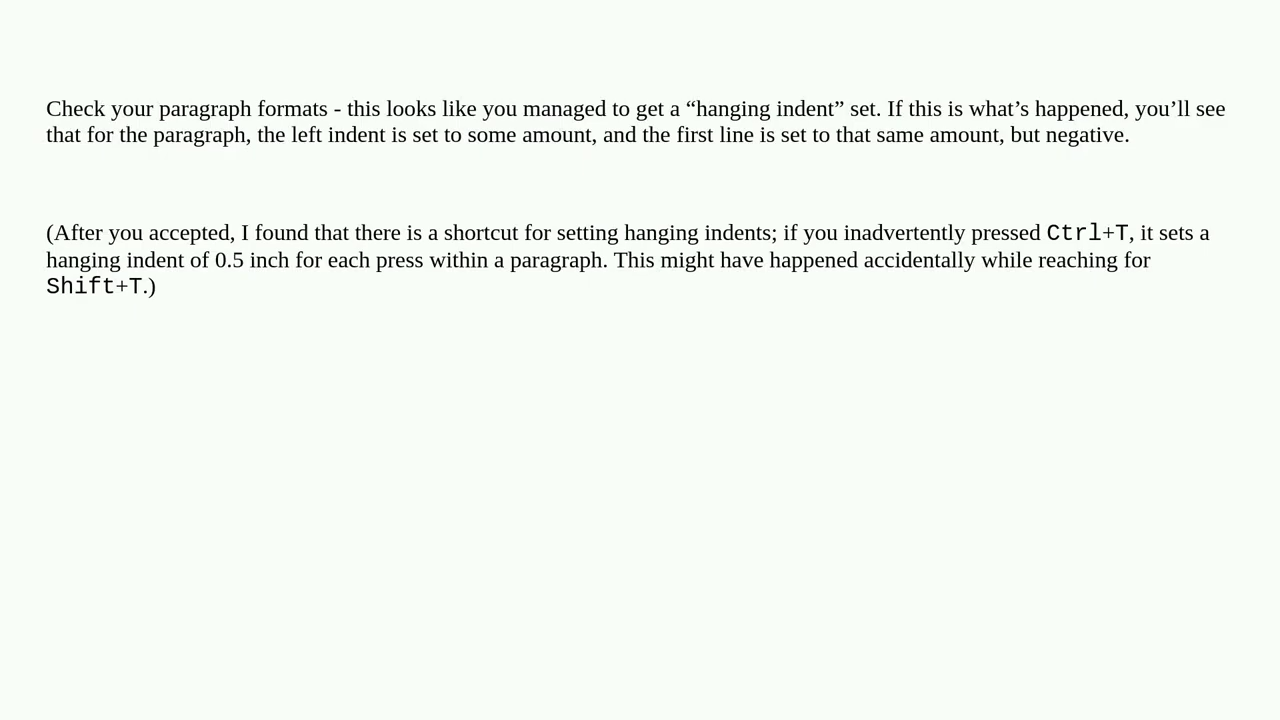 Check your paragraph formats - this looks like you managed to get a “hanging indent” set. If this is what’s happened, you’ll see
that for the paragraph, the left indent is set to some amount, and the first line is set to that same amount, but negative.
(After you accepted, I found that there is a shortcut for setting hanging indents; if you inadvertently pressed Ctrl+T, it sets a
hanging indent of 0.5 inch for each press within a paragraph. This might have happened accidentally while reaching for
Shift+T.)